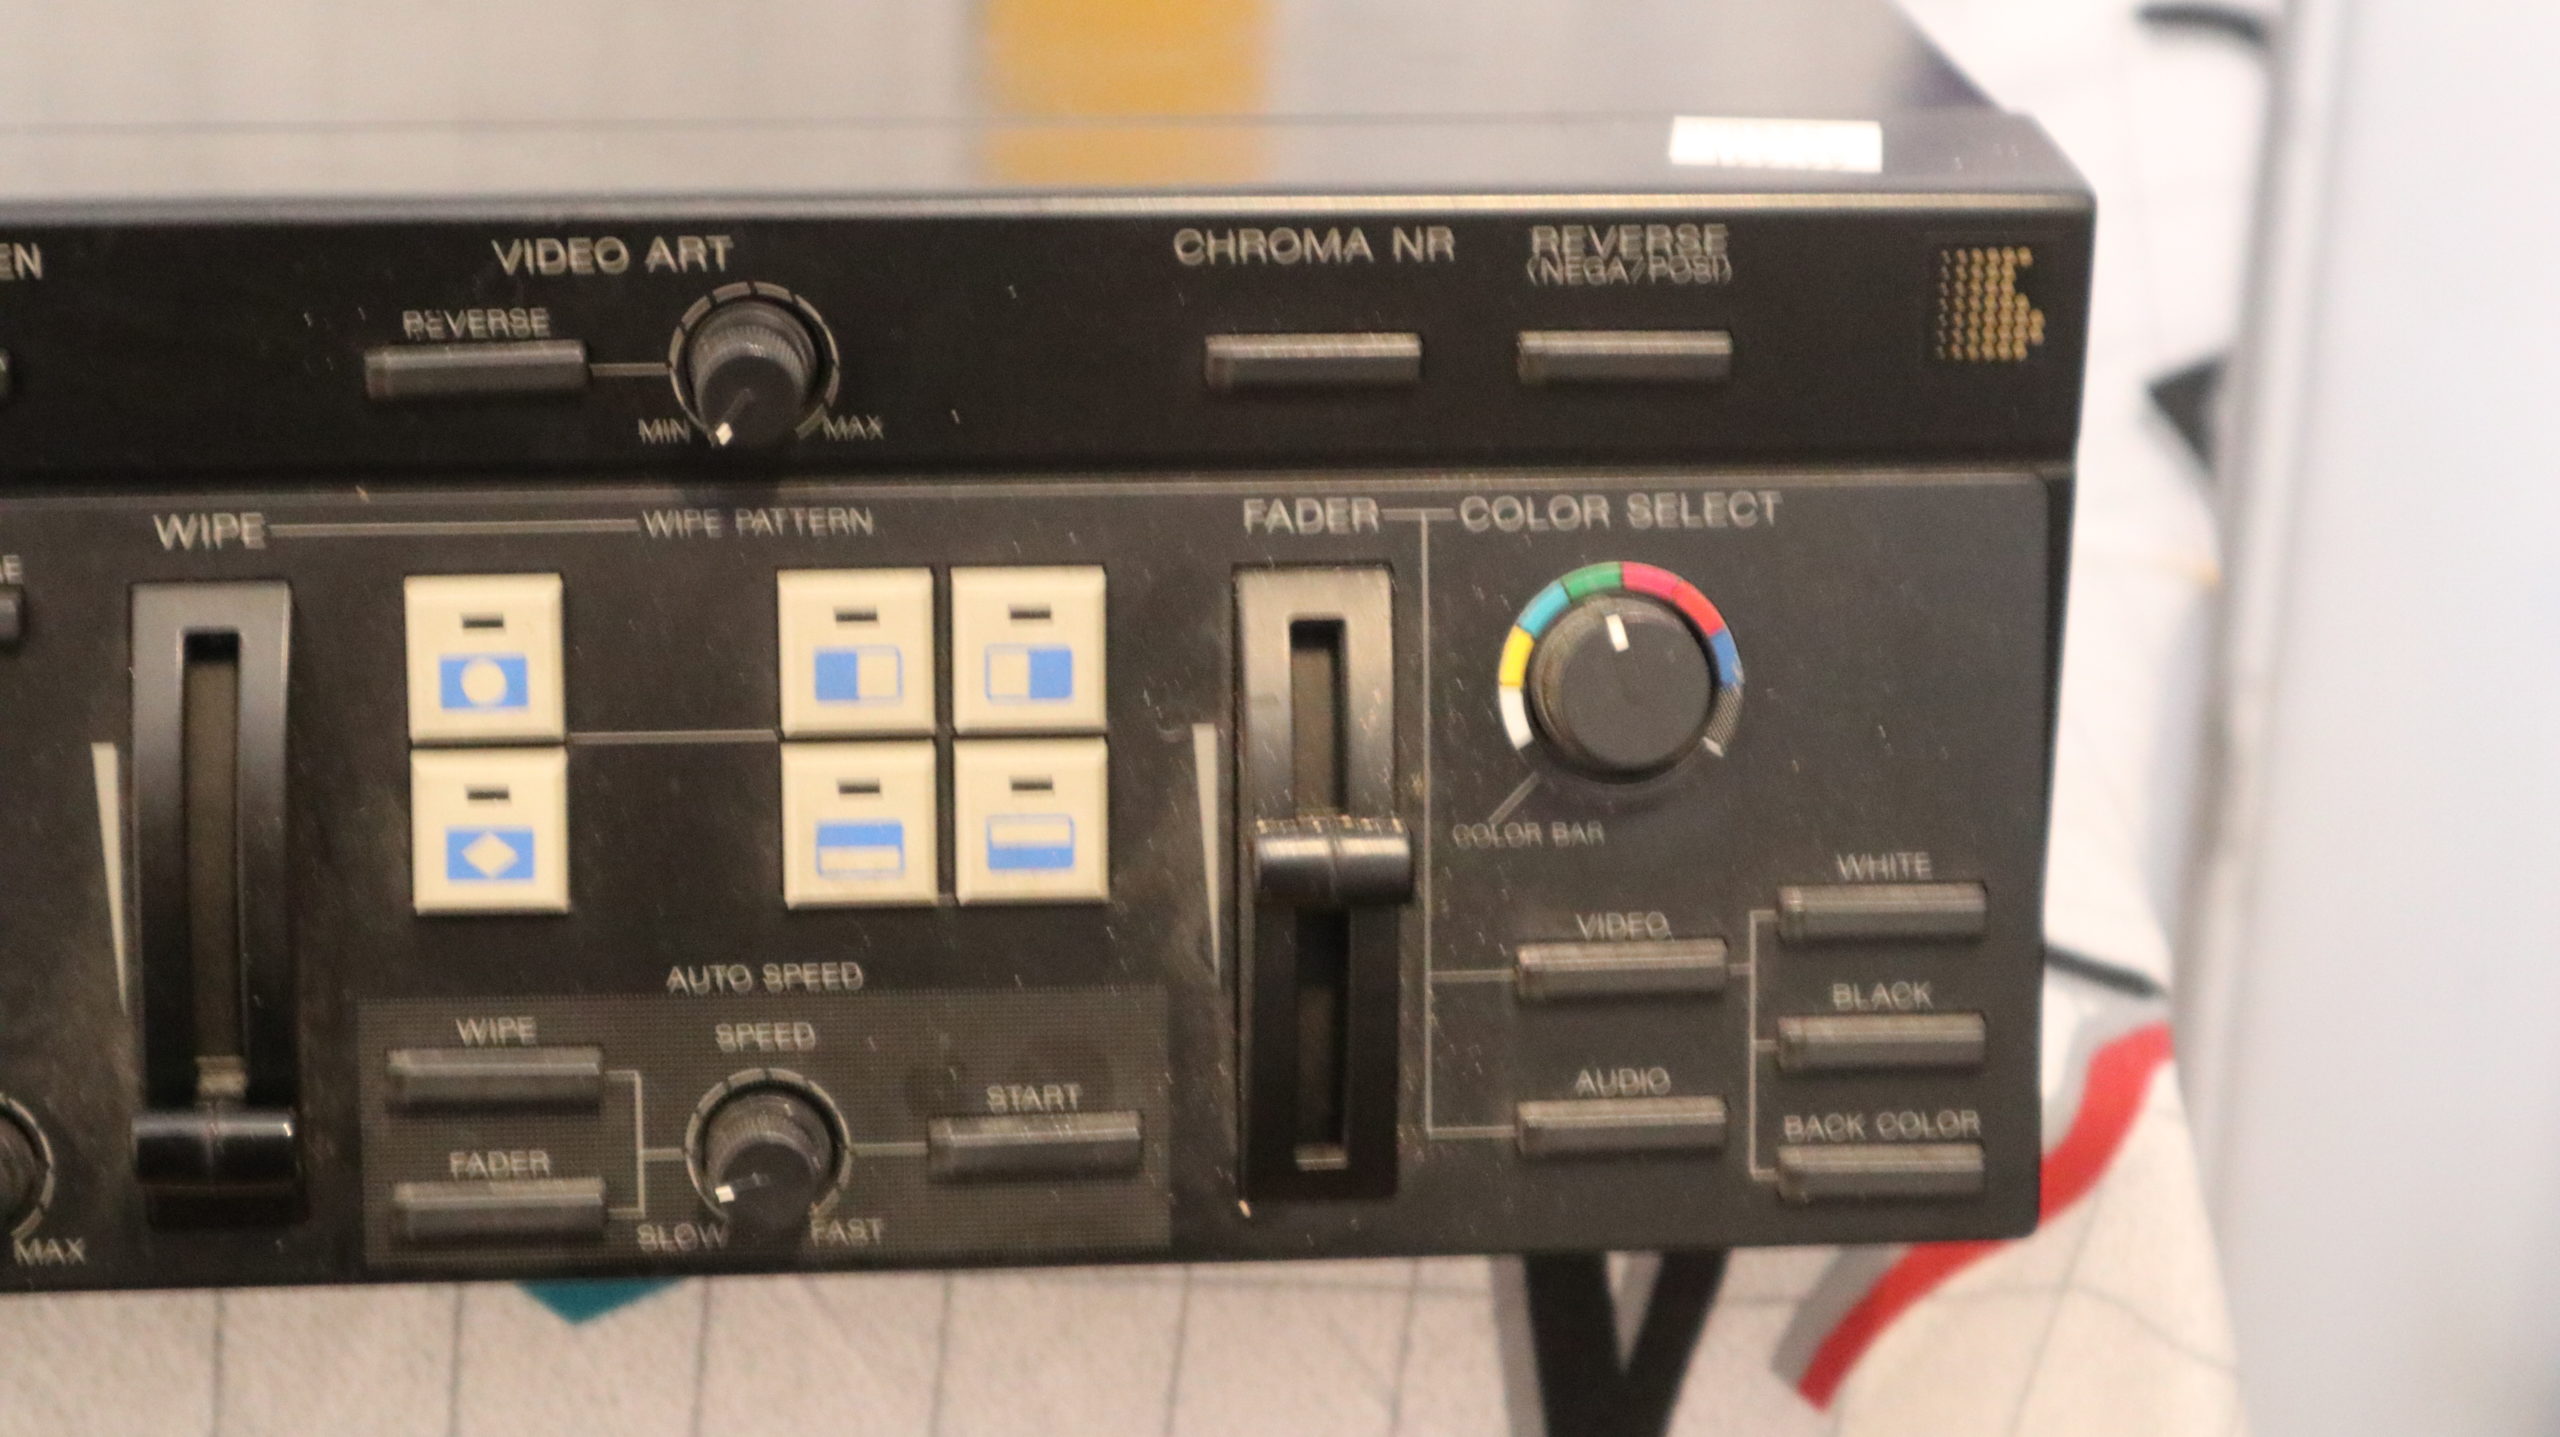 EN
VIDEO ART
CHROMA NR
REVERSE
(NEGA/POSI)
REVERSE
MIN
MAX
WIPE
WIPE PATTERN
FADER
COLOR SELECT
COLOR BAR
WHITE
VIDEO
BLACK
AUTO SPEED
WIPE
SPEED
AUDIO
START
BACK COLOR
FADER
SLOW
FAST
MAX